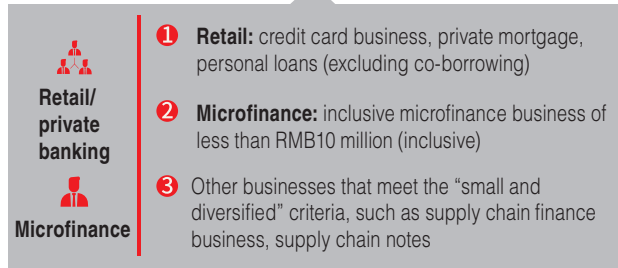 Retail/
private
banking
Microfinance
1 Retail: credit card business, private mortgage,
personal loans (excluding co-borrowing)
2 Microfinance: inclusive microfinance business of
less than RMB10 million (inclusive)
3 Other businesses that meet the “small and
diversified” criteria, such as supply chain finance
business, supply chain notes